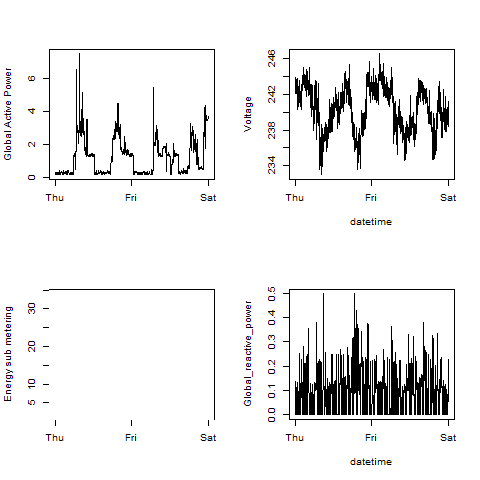 Global Active Power
0 2 4 6
Thu Fri Sat
Voltage
234 238 242 246
Thu Fri Sat
datetime
Energy sub metering
5 10 20 30
Thu Fri Sat
Global_reactive_power
0.0 0.1 0.2 0.3 0.4 0.5
Thu Fri Sat
datetime